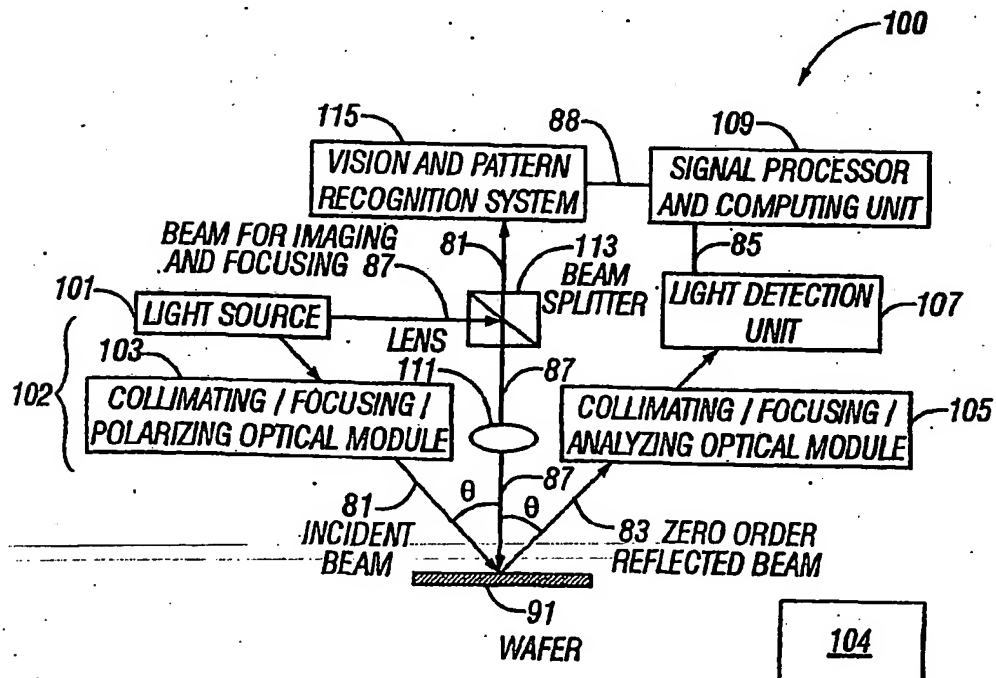 100
115
88
109
VISION AND PATTERN
RECOGNITION SYSTEM
SIGNAL PROCESSOR
AND COMPUTING UNIT
BEAM FOR IMAGING
AND FOCUSING 87
81
113
BEAM
SPLITTER
85
101
LIGHT SOURCE
LIGHT DETECTION
UNIT
107
102
103
LENS
111
87
COLLIMATING / FOCUSING /
POLARIZING OPTICAL MODULE
COLLIMATING / FOCUSING /
ANALYZING OPTICAL MODULE
105
81
INCIDENT
BEAM
θ
87
θ
83 ZERO ORDER
REFLECTED BEAM
91
WAFER
104